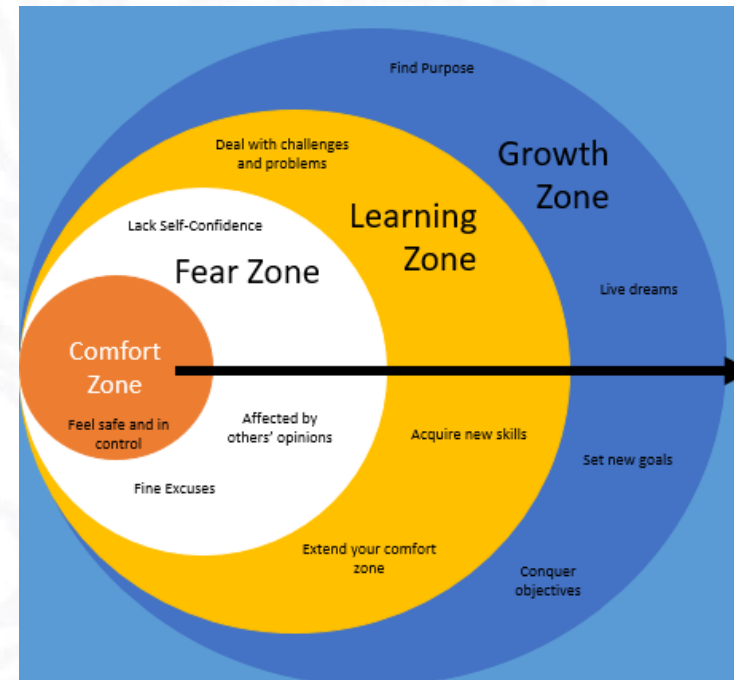 Find Purpose
Deal with challenges
and problems
Growth
Zone
Learning
Zone
Lack Self-Confidence
Fear Zone
Live dreams
Comfort
Zone
Feel safe and in
control
Affected by
others’ opinions
Acquire new skills
Set new goals
Fine Excuses
Extend your comfort
zone
Conquer
objectives